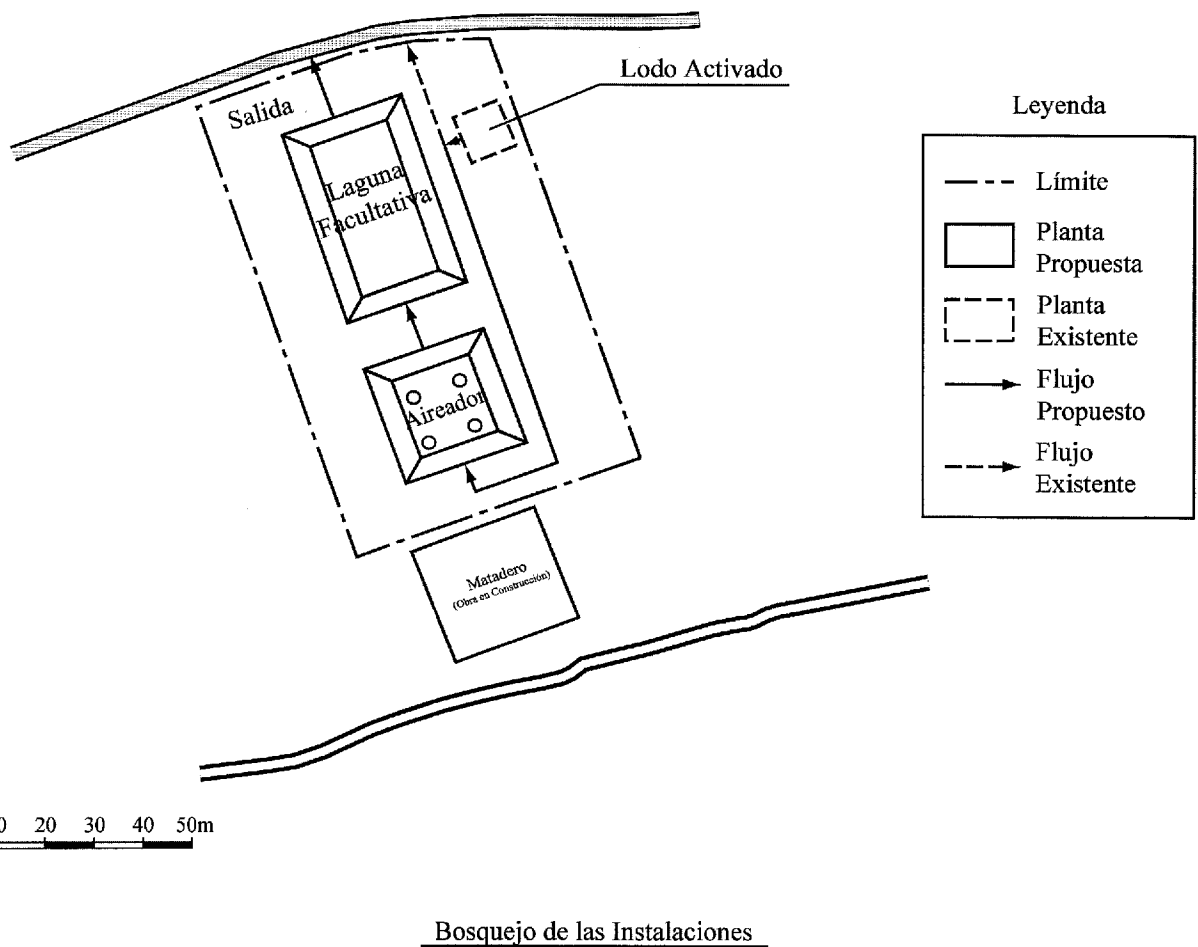 Lodo Activado
Salida
Laguna
Facultativa
Aireador
Matadero
(Obra en Construcción)
Leyenda
Límite
Planta
Propuesta
Planta
Existente
Flujo
Propuesto
Flujo
Existente
0 20 30 40 50m
Bosquejo de las Instalaciones